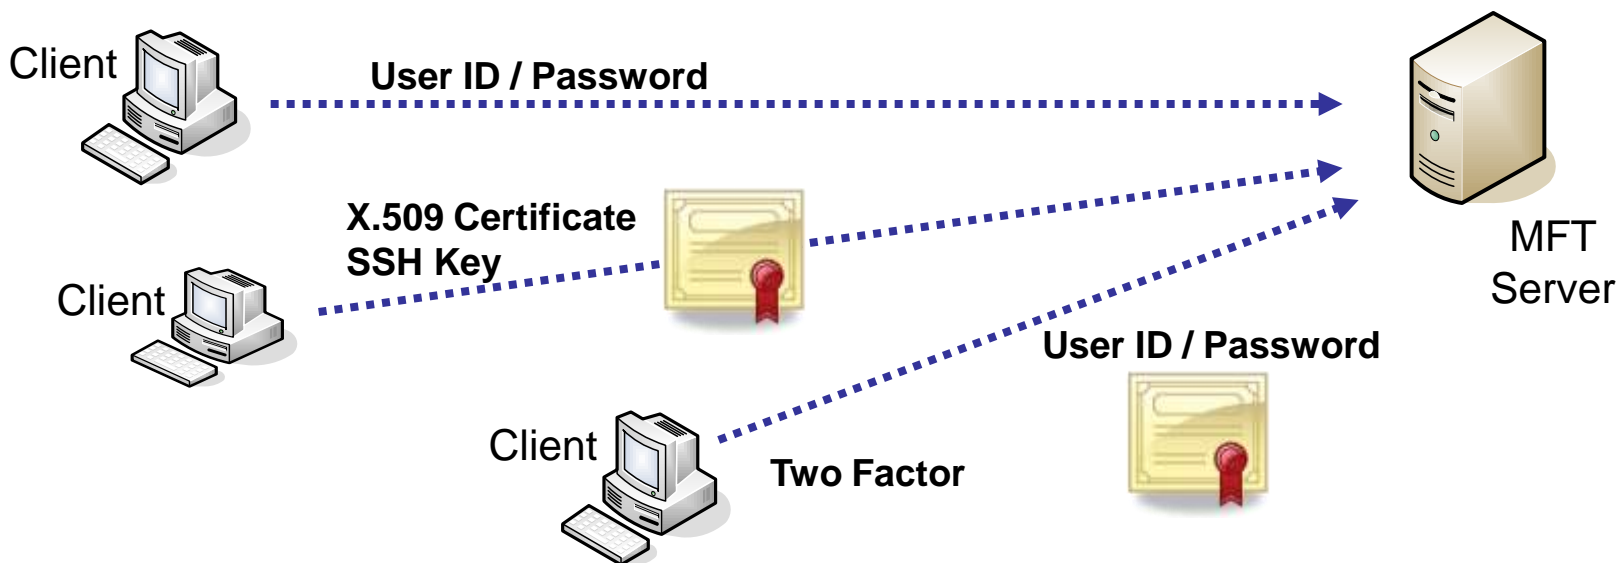 Client
User ID / Password
X.509 Certificate
SSH Key
Client
MFT
Server
User ID / Password
Client
Two Factor